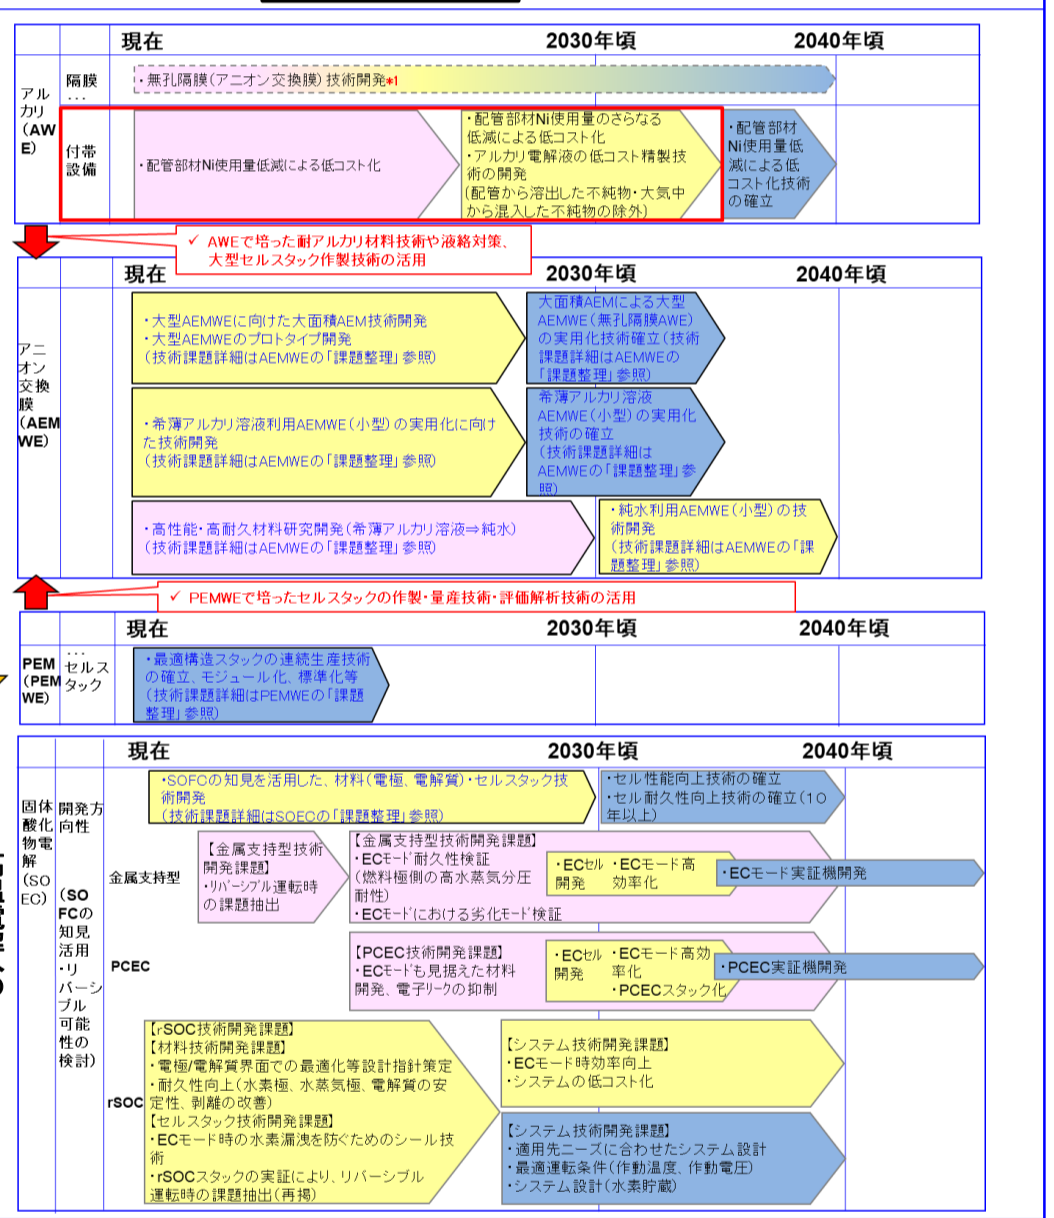 現在 2030年頃 2040年頃
アル
カリ
(AW
E)
隔膜
…
・無孔隔膜(アニオン交換膜)技術開発*1
付帯
設備
・配管部材Ni使用量低減による低コスト化
・配管部材Ni使用量のさらなる
低減による低コスト化
・アルカリ電解液の低コスト精製技
術の開発
(配管から溶出した不純物・大気中
から混入した不純物の除外)
・配管部材
Ni使用量低
減による低
コスト化技術
の確立
✓ AWEで培った耐アルカリ材料技術や液絡対策、
大型セルスタック作製技術の活用
現在 2030年頃 2040年頃
アニ
オン
交換
膜
(AEM
WE)
・大型AEMWEに向けた大面積AEM技術開発
・大型AEMWEのプロトタイプ開発
(技術課題詳細はAEMWEの「課題整理」参照)
大面積AEMによる大型
AEMWE(無孔隔膜AWE)
の実用化技術確立(技術
課題詳細はAEMWEの
「課題整理」参照)
・希薄アルカリ溶液利用AEMWE(小型)の実用化に向け
た技術開発
(技術課題詳細はAEMWEの「課題整理」参照)
希薄アルカリ溶液
AEMWE(小型)の実用化
技術の確立
(技術課題詳細は
AEMWEの「課題整理」参
照)
・高性能・高耐久材料研究開発(希薄アルカリ溶液⇒純水)
(技術課題詳細はAEMWEの「課題整理」参照)
・純水利用AEMWE(小型)の技
術開発
(技術課題詳細はAEMWEの「課
題整理」参照)
✓ PEMWEで培ったセルスタックの作製・量産技術・評価解析技術の活用
現在 2030年頃 2040年頃
PEM
(PEM
WE)
…
セルス
タック
・最適構造スタックの連続生産技術
の確立、モジュール化、標準化等
(技術課題詳細はPEMWEの「課題
整理」参照)
現在 2030年頃 2040年頃
固体
酸化
物電
解
(SO
EC)
開発方
向性
(SO
FCの
知見
活用
・リ
バーシ
ブル
可能
性の
検討)
・SOFCの知見を活用した、材料(電極、電解質)・セルスタック技
術開発
(技術課題詳細はSOECの「課題整理」参照)
・セル性能向上技術の確立
・セル耐久性向上技術の確立(10
年以上)
金属支持型
【金属支持型技術
開発課題】
・リバーシブル運転時
の課題抽出
【金属支持型技術開発課題】
・ECモード耐久性検証
(燃料極側の高水蒸気分圧
耐性)
・ECモードにおける劣化モード検証
・ECセル
開発
・ECモード高
効率化
・ECモード実証機開発
PCEC
【PCEC技術開発課題】
・ECモードも見据えた材料
開発、電子リークの抑制
・ECセル
開発
・ECモード高効
率化
・PCECスタック化
・PCEC実証機開発
rSOC
【rSOC技術開発課題】
【材料技術開発課題】
・電極/電解質界面での最適化等設計指針策定
・耐久性向上(水素極、水蒸気極、電解質の安
定性、剥離の改善)
【セルスタック技術開発課題】
・ECモード時の水素漏洩を防ぐためのシール技
術
・rSOCスタックの実証により、リバーシブル
運転時の課題抽出(再掲)
【システム技術開発課題】
・ECモード時効率向上
・システムの低コスト化
【システム技術開発課題】
・適用先ニーズに合わせたシステム設計
・最適運転条件(作動温度、作動電圧)
・システム設計(水素貯蔵)